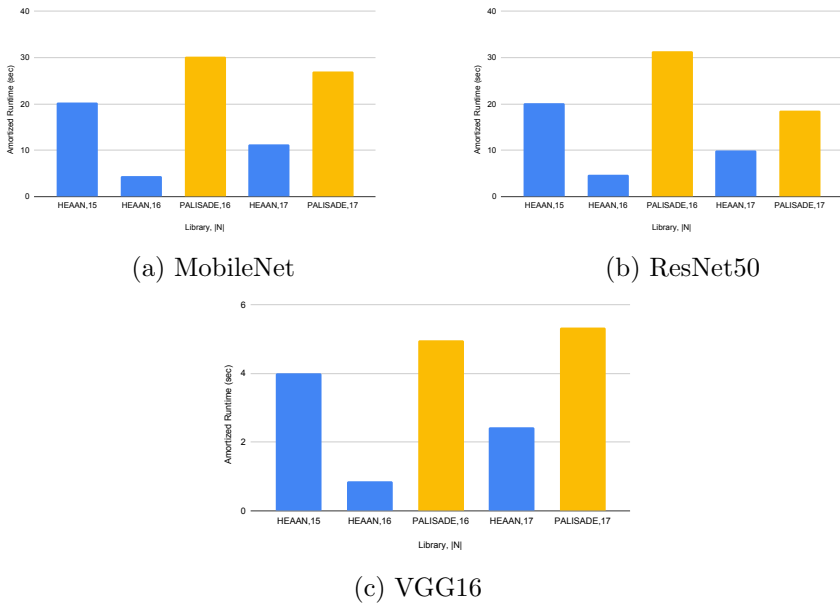 40
30
20
10
0
Amortized Runtime (sec)
HEAAN,15 HEAAN,16 PALISADE,16 HEAAN,17 PALISADE,17
Library, |N|
(a) MobileNet
40
30
20
10
0
Amortized Runtime (sec)
HEAAN,15 HEAAN,16 PALISADE,16 HEAAN,17 PALISADE,17
Library, |N|
(b) ResNet50
6
4
2
0
Amortized Runtime (sec)
HEAAN,15 HEAAN,16 PALISADE,16 HEAAN,17 PALISADE,17
Library, |N|
(c) VGG16